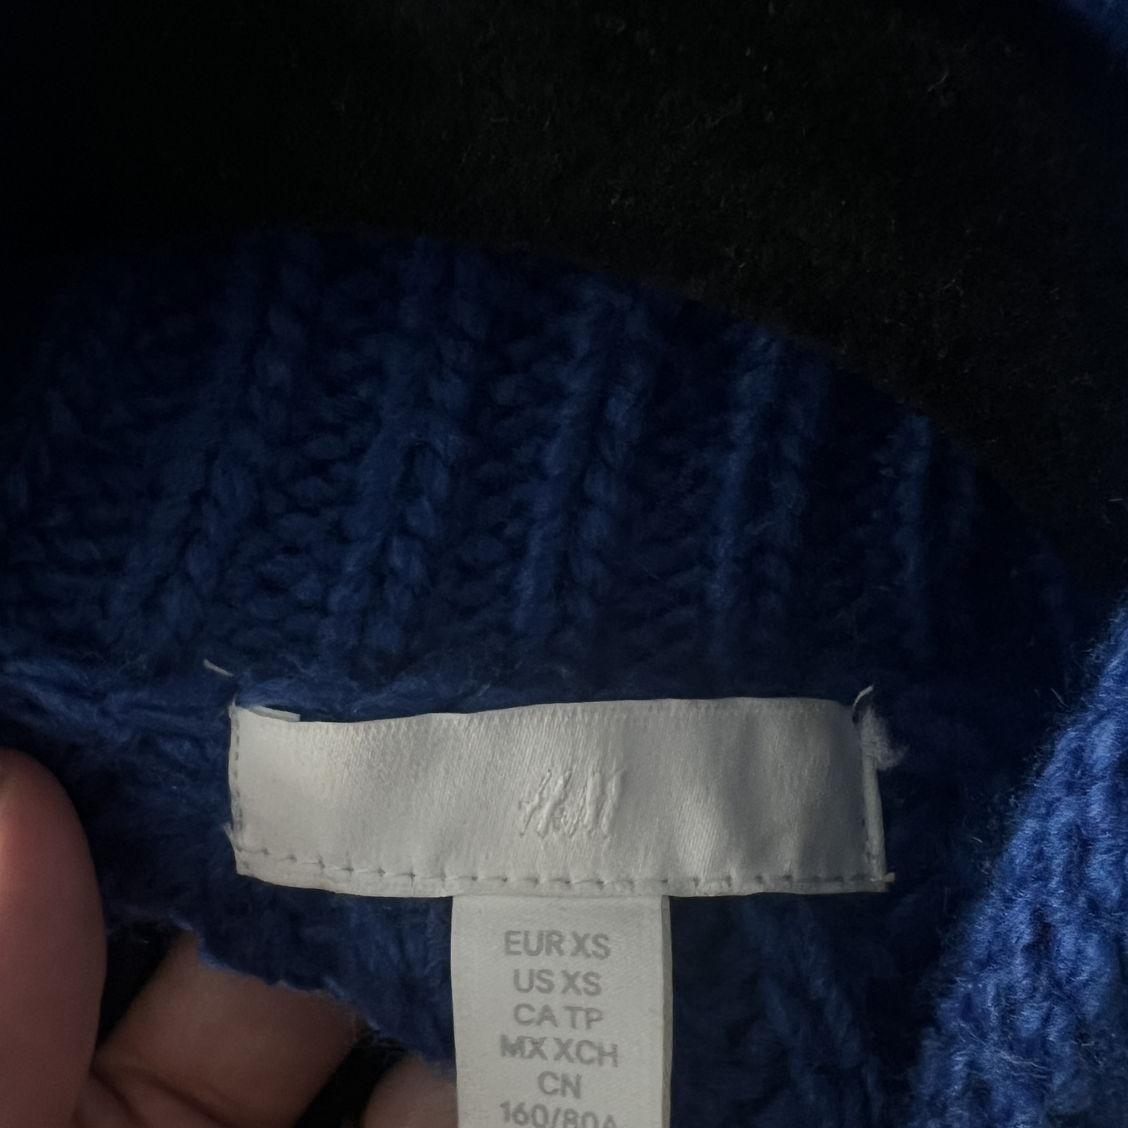 H&M
EUR XS
US XS
CA TP
MX XCH
CN
160/80A